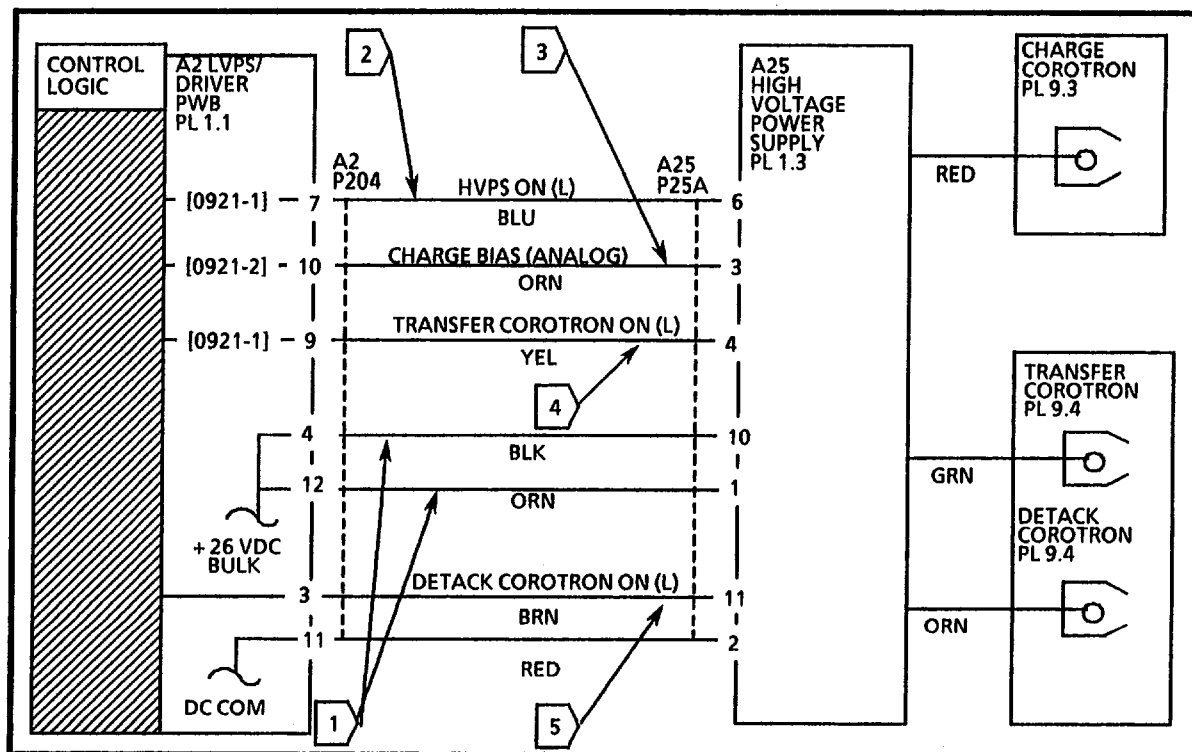 CONTROL
LOGIC
A2 LVPS/
DRIVER
PWB
PL 1.1
2
3
A25
HIGH
VOLTAGE
POWER
SUPPLY
PL 1.3
CHARGE
COROTRON
PL 9.3
RED
A2
P204
A25
P25A
[0921-1] 7 HVPS ON (L) 6
BLU
[0921-2] 10 CHARGE BIAS (ANALOG) 3
ORN
[0921-1] 9 TRANSFER COROTRON ON (L) 4
YEL
4
4 10
BLK
12 1
ORN
+ 26 VDC
BULK
3 DETACK COROTRON ON (L) 11
BRN
11 2
RED
DC COM
1
5
TRANSFER
COROTRON
PL 9.4
GRN
DETACK
COROTRON
PL 9.4
ORN